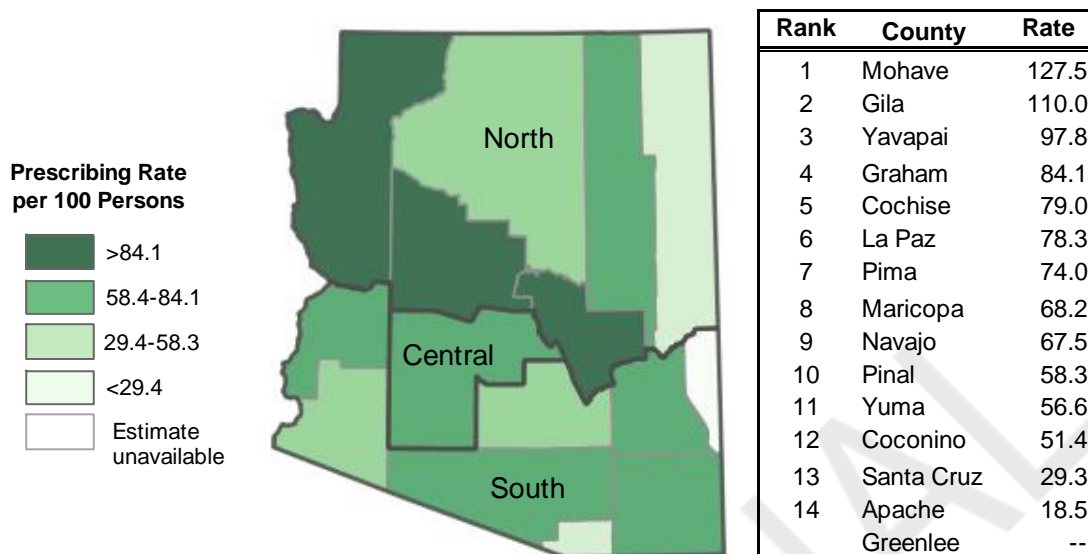 Prescribing Rate
per 100 Persons
>84.1
58.4-84.1
29.4-58.3
<29.4
Estimate
unavailable
North
Central
South
Rank County Rate
1 Mohave 127.5
2 Gila 110.0
3 Yavapai 97.8
4 Graham 84.1
5 Cochise 79.0
6 La Paz 78.3
7 Pima 74.0
8 Maricopa 68.2
9 Navajo 67.5
10 Pinal 58.3
11 Yuma 56.6
12 Coconino 51.4
13 Santa Cruz 29.3
14 Apache 18.5
Greenlee --